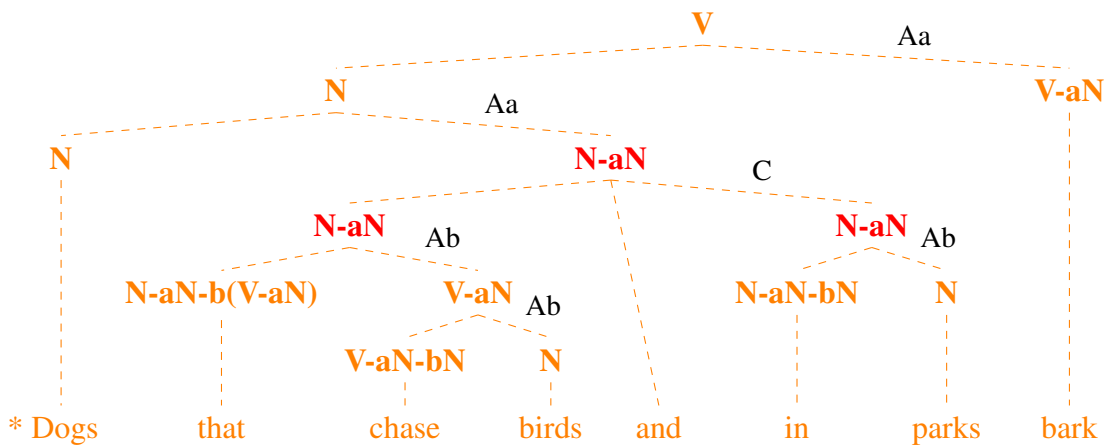 V
Aa
N V-aN
Aa
N N-aN
C
N-aN N-aN
Ab Ab
N-aN-b(V-aN) V-aN N-aN-bN N
Ab
V-aN-bN N
* Dogs that chase birds and in parks bark